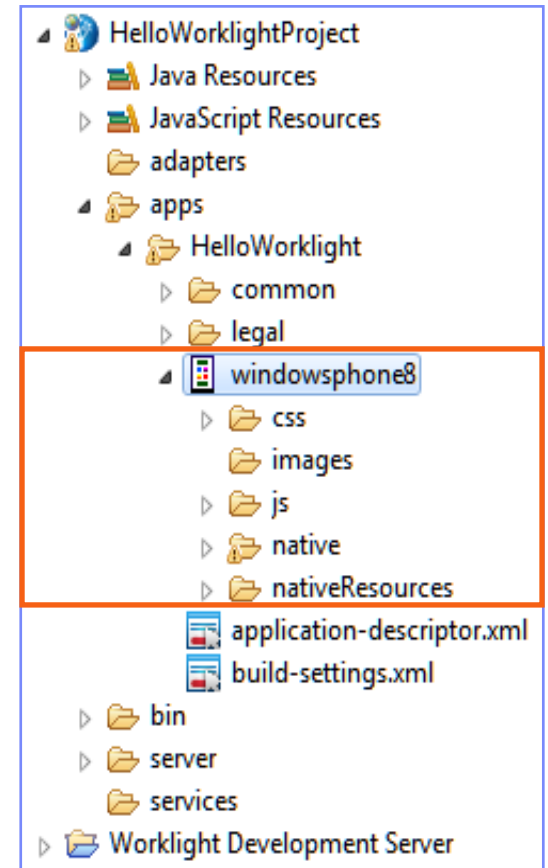 HelloWorklightProject
Java Resources
JavaScript Resources
adapters
apps
HelloWorklight
common
legal
windowsphone8
css
images
js
native
nativeResources
application-descriptor.xml
build-settings.xml
bin
server
services
Worklight Development Server